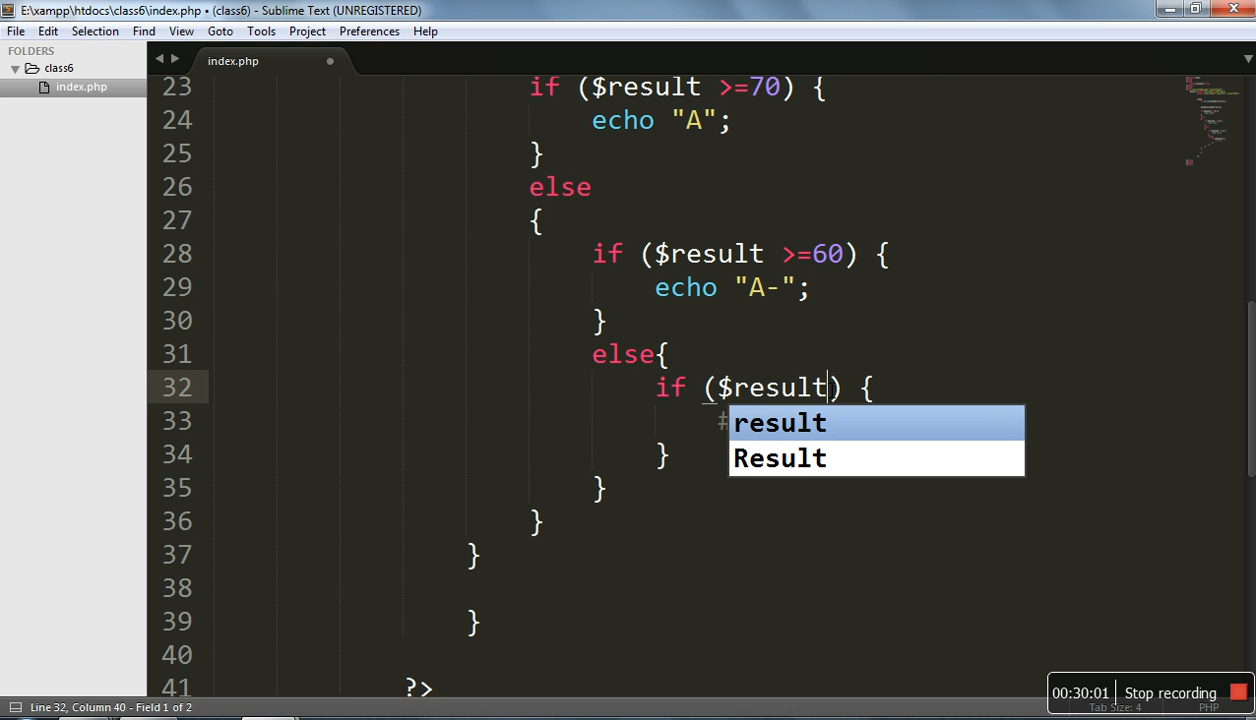 E:\xampp\htdocs\class6\index.php • (class6) - Sublime Text (UNREGISTERED)
File Edit Selection Find View Goto Tools Project Preferences Help
FOLDERS
class6
index.php
index.php
23 if ($result >=70) {
24 echo "A";
25 }
26 else
27 {
28 if ($result >=60) {
29 echo "A-";
30 }
31 else{
32 if ($result) {
33 #
result
34 }
Result
35 }
36 }
37 }
38
39 }
40
41 ?>
00:30:01 Stop recording
Line 32, Column 40 - Field 1 of 2
Tab Size: 4
PHP